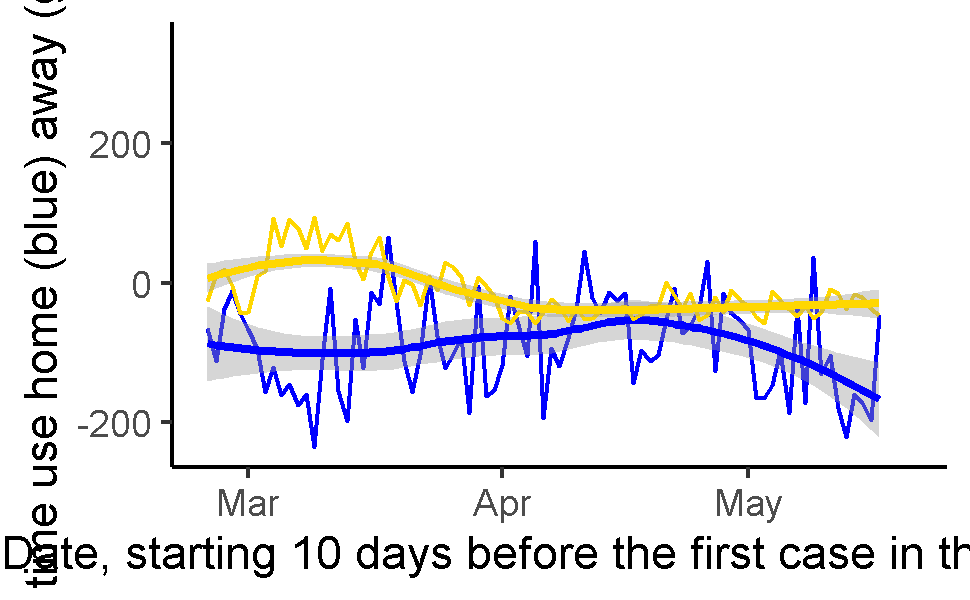 time use home (blue) away (
200
0
-200
Mar Apr May
Date, starting 10 days before the first case in th